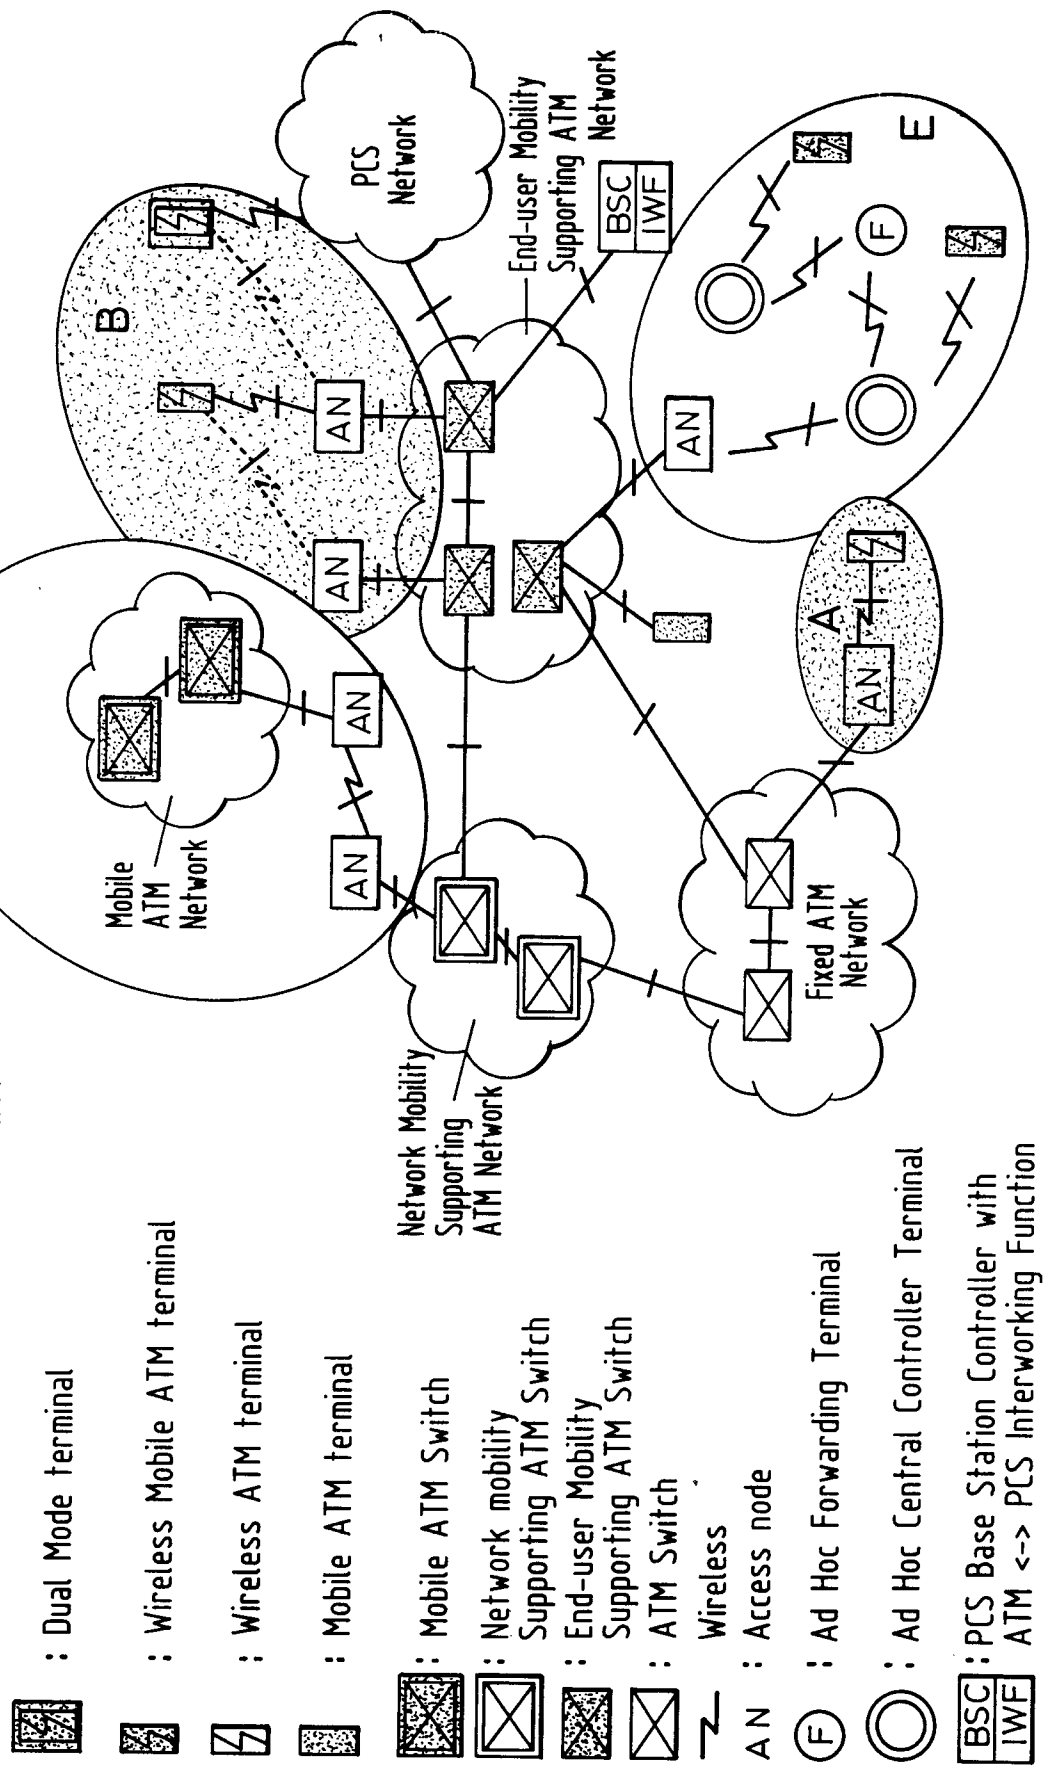 : Dual Mode terminal
: Wireless Mobile ATM terminal
: Wireless ATM terminal
: Mobile ATM terminal
: Mobile ATM Switch
: Network mobility
Supporting ATM Switch
: End-user Mobility
Supporting ATM Switch
: ATM Switch
Wireless
AN : Access node
F : Ad Hoc Forwarding Terminal
: Ad Hoc Central Controller Terminal
BSC
IWF
: PCS Base Station Controller with
ATM <-> PCS Interworking Function
Mobile
ATM
Network
AN
AN
B
AN
AN
PCS
Network
Network Mobility
Supporting
ATM Network
End-user Mobility
Supporting ATM
Network
BSC
IWF
Fixed ATM
Network
A
AN
AN
F
E